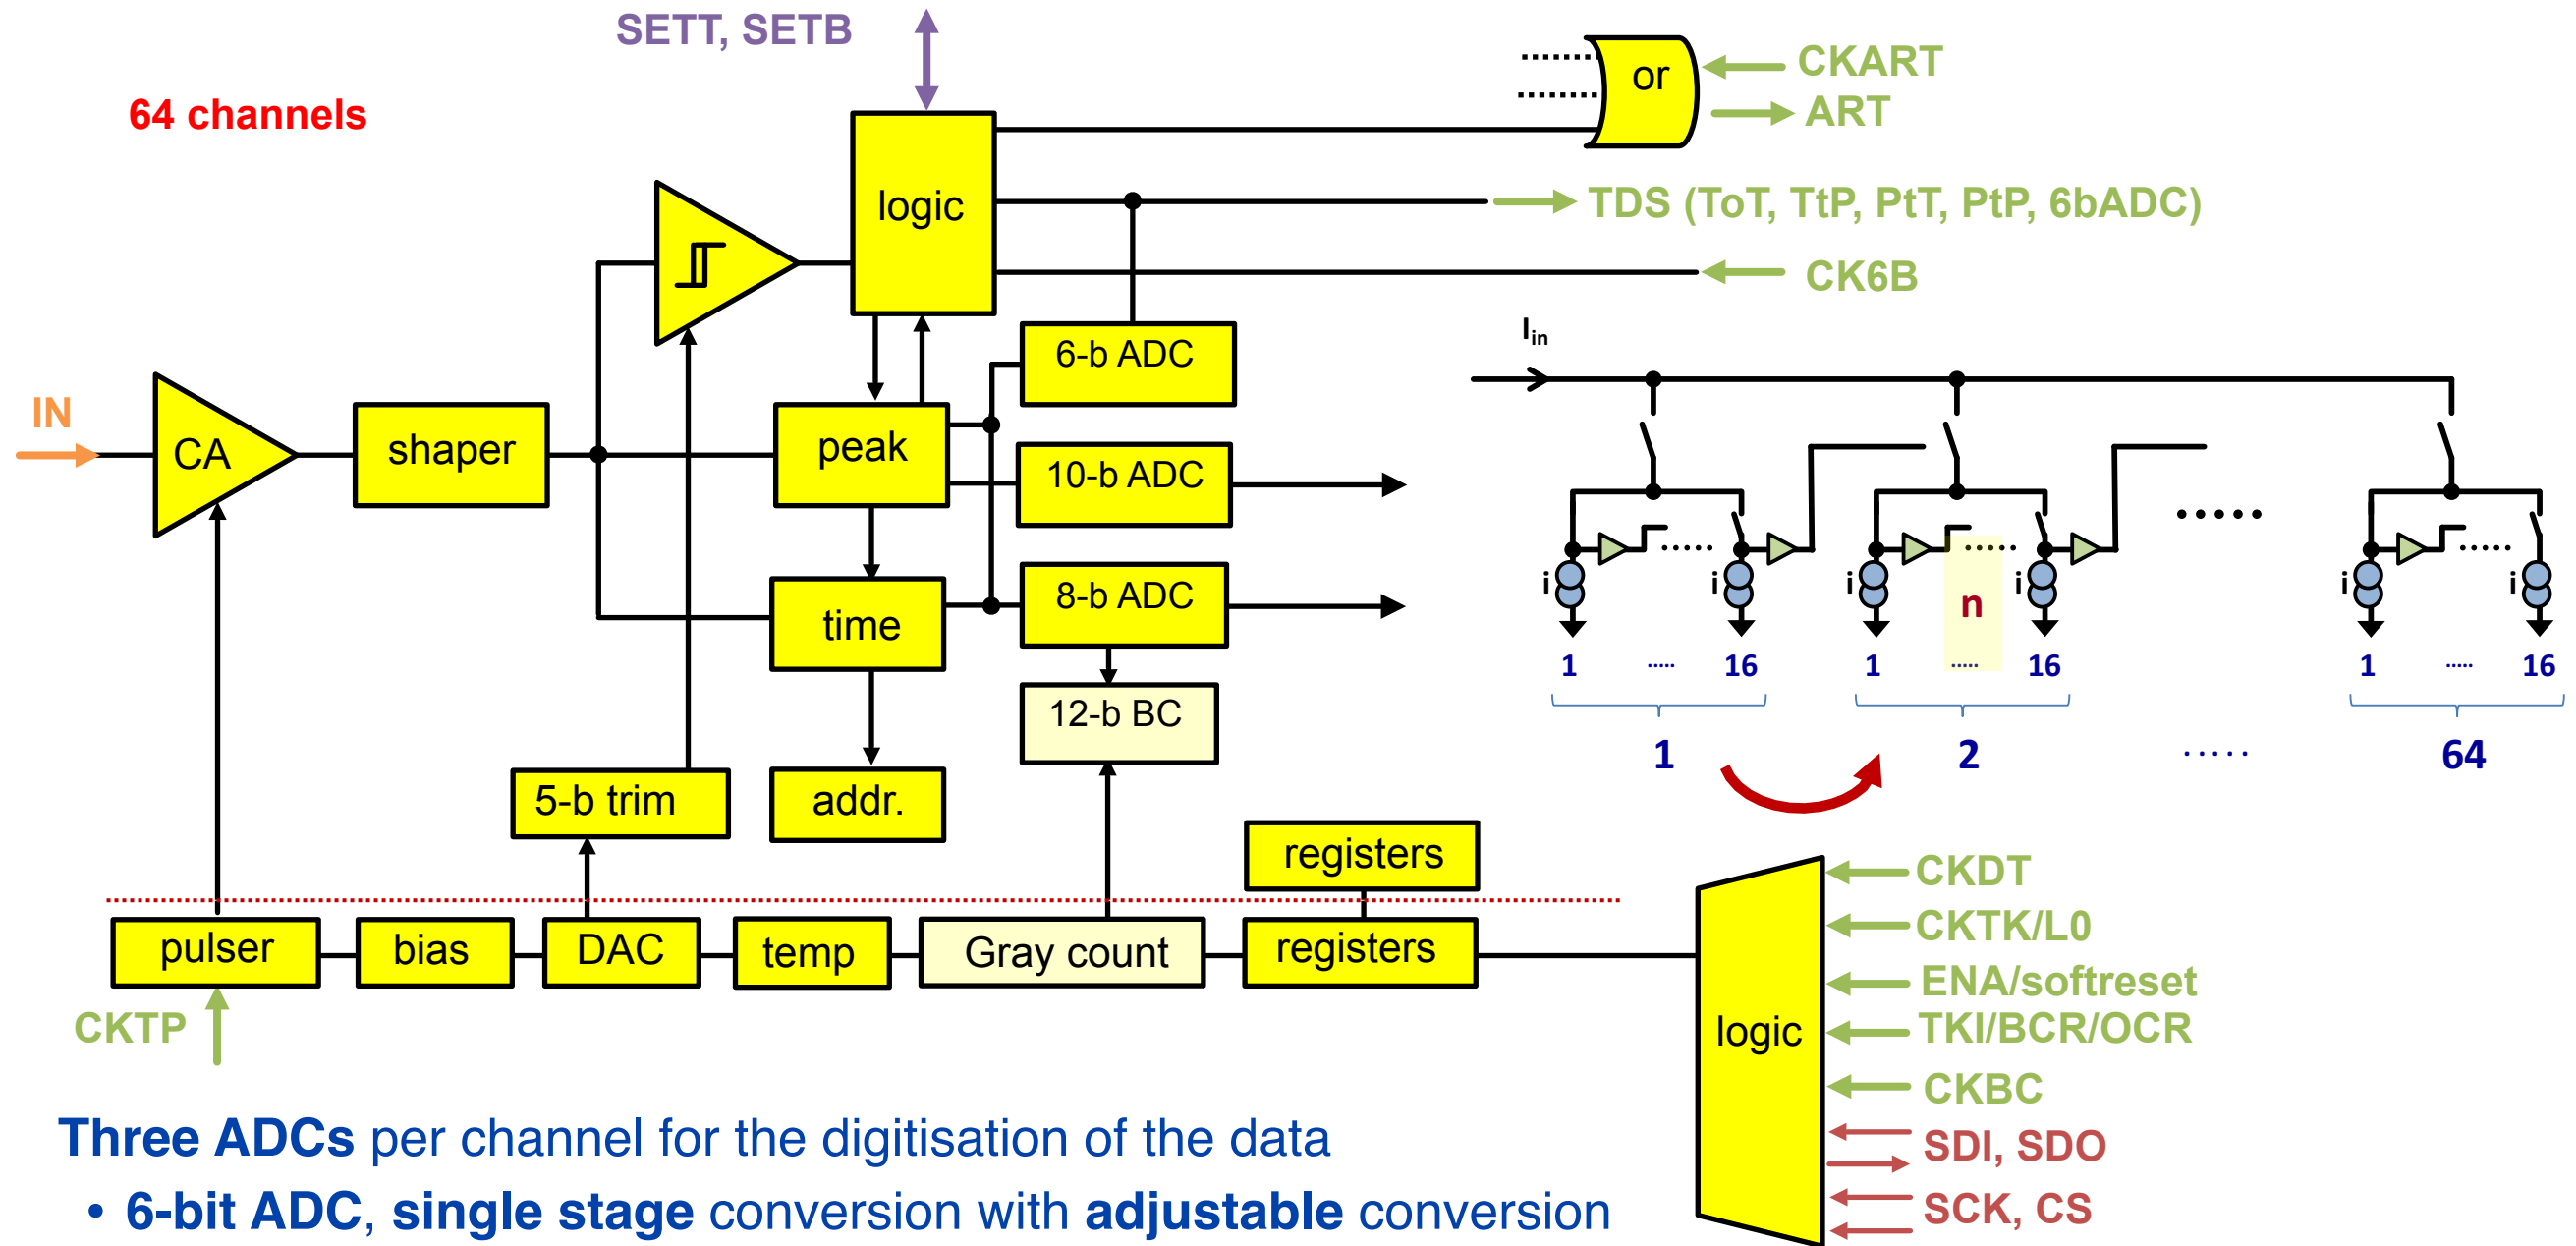 SETT, SETB
64 channels
or
CKART
ART
logic
TDS (ToT, TtP, PtT, PtP, 6bADC)
CK6B
IN
CA
shaper
peak
6-b ADC
10-b ADC
time
8-b ADC
12-b BC
5-b trim
addr.
Iin
i i i i i i
n
1 ..... 16 1 ..... 16 1 ..... 16
1 2 ..... 64
registers
pulser bias DAC temp Gray count registers
CKTP
logic
CKDT
CKTK/L0
ENA/softreset
TKI/BCR/OCR
CKBC
SDI, SDO
SCK, CS
Three ADCs per channel for the digitisation of the data
• 6-bit ADC, single stage conversion with adjustable conversion